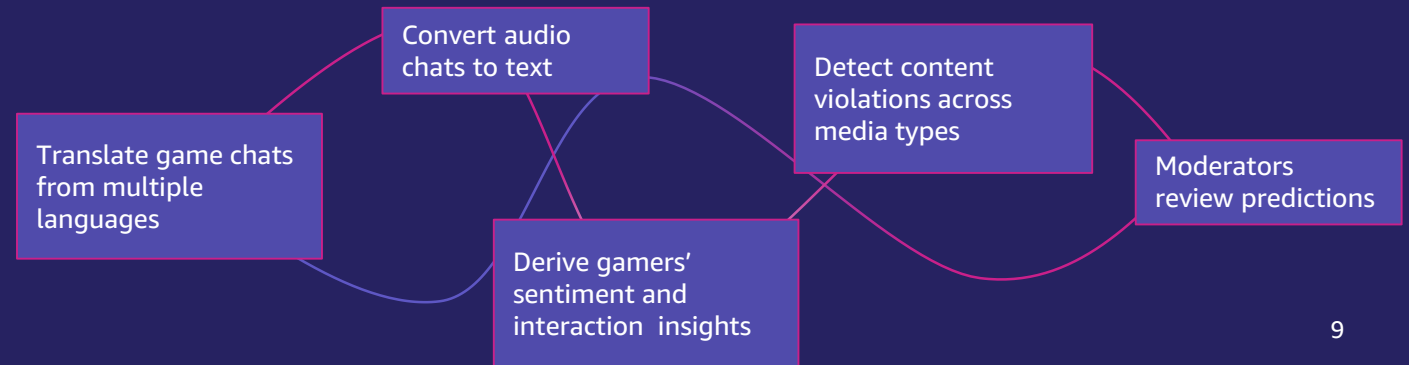 Translate game chats
from multiple
languages
Convert audio
chats to text
Derive gamers’
sentiment and
interaction  insights
Detect content
violations across
media types
Moderators
review predictions
9